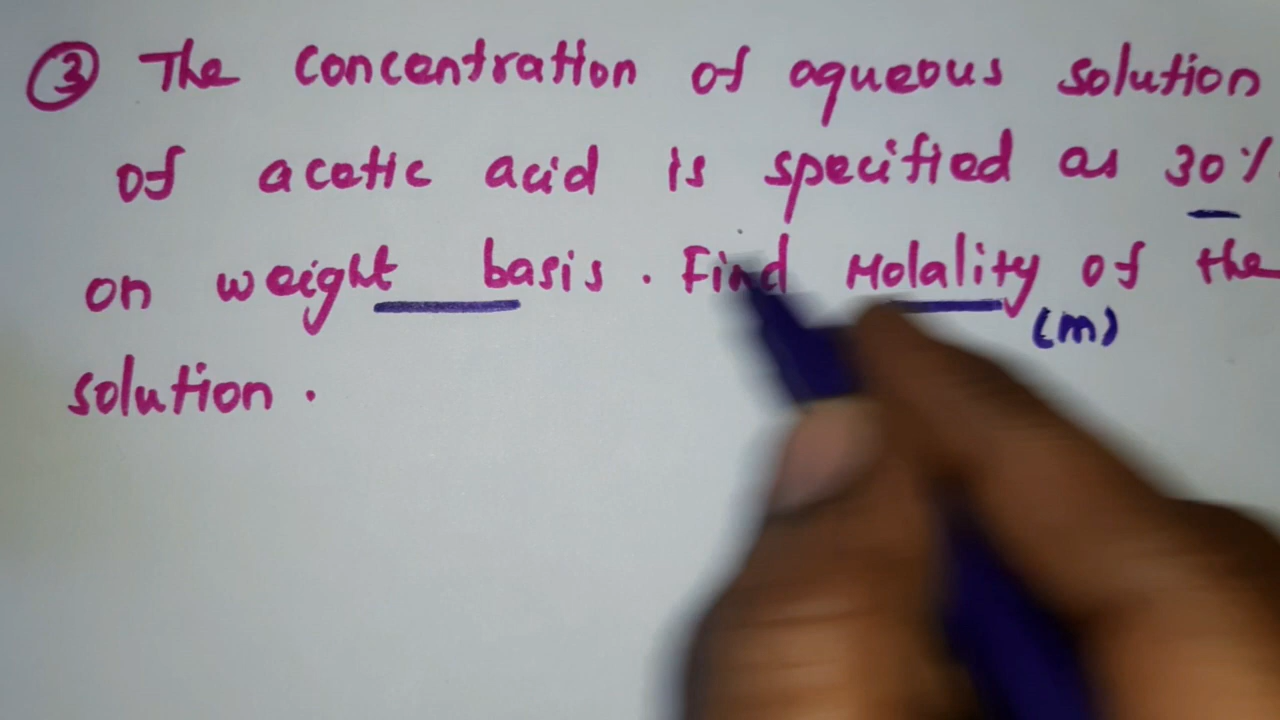 ③ The concentration of aqueous solution
of acetic acid is specified as 30%
on weight basis. Find Molality of the
(m)
solution.